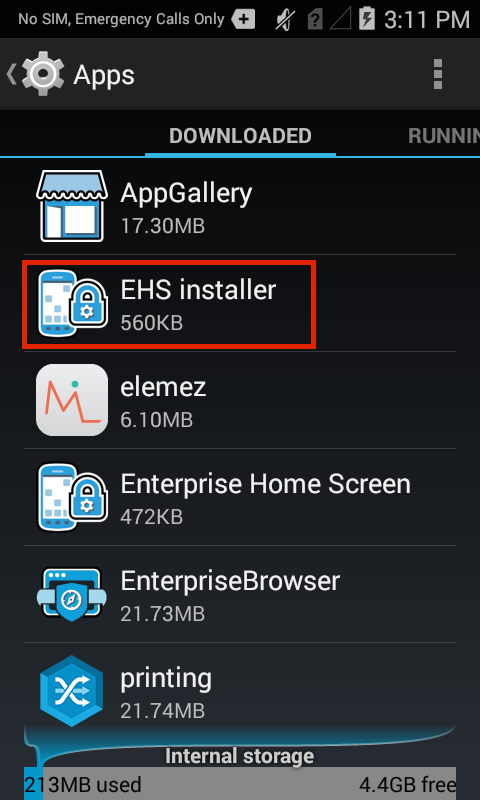 No SIM, Emergency Calls Only 3:11 PM
Apps
DOWNLOADED RUNNIN
AppGallery
17.30MB
EHS installer
560KB
elemez
6.10MB
Enterprise Home Screen
472KB
EnterpriseBrowser
21.73MB
printing
21.74MB
Internal storage
213MB used 4.4GB free